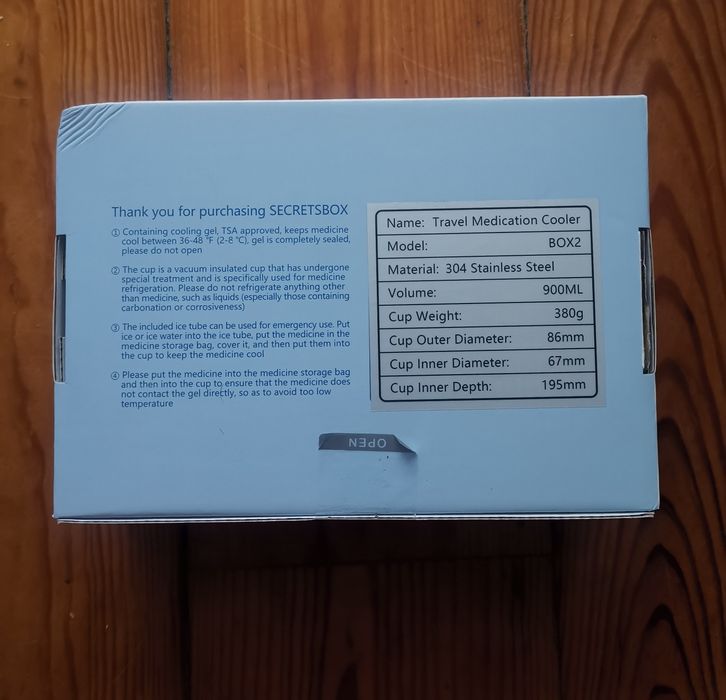 Thank you for purchasing SECRETSBOX
① Containing cooling gel, TSA approved, keeps medicine
cool between 36-48 °F (2-8 °C), gel is completely sealed,
please do not open
② The cup is a vacuum insulated cup that has undergone
special treatment and is specifically used for medicine
refrigeration. Please do not refrigerate anything other
than medicine, such as liquids (especially those containing
carbonation or corrosiveness)
③ The included ice tube can be used for emergency use. Put
ice or ice water into the ice tube, put the medicine in the
medicine storage bag, cover it, and then put them into
the cup to keep the medicine cool
④ Please put the medicine into the medicine storage bag
and then into the cup to ensure that the medicine does
not contact the gel directly, so as to avoid too low
temperature
Name: Travel Medication Cooler
Model: BOX2
Material: 304 Stainless Steel
Volume: 900ML
Cup Weight: 380g
Cup Outer Diameter: 86mm
Cup Inner Diameter: 67mm
Cup Inner Depth: 195mm
OPEN